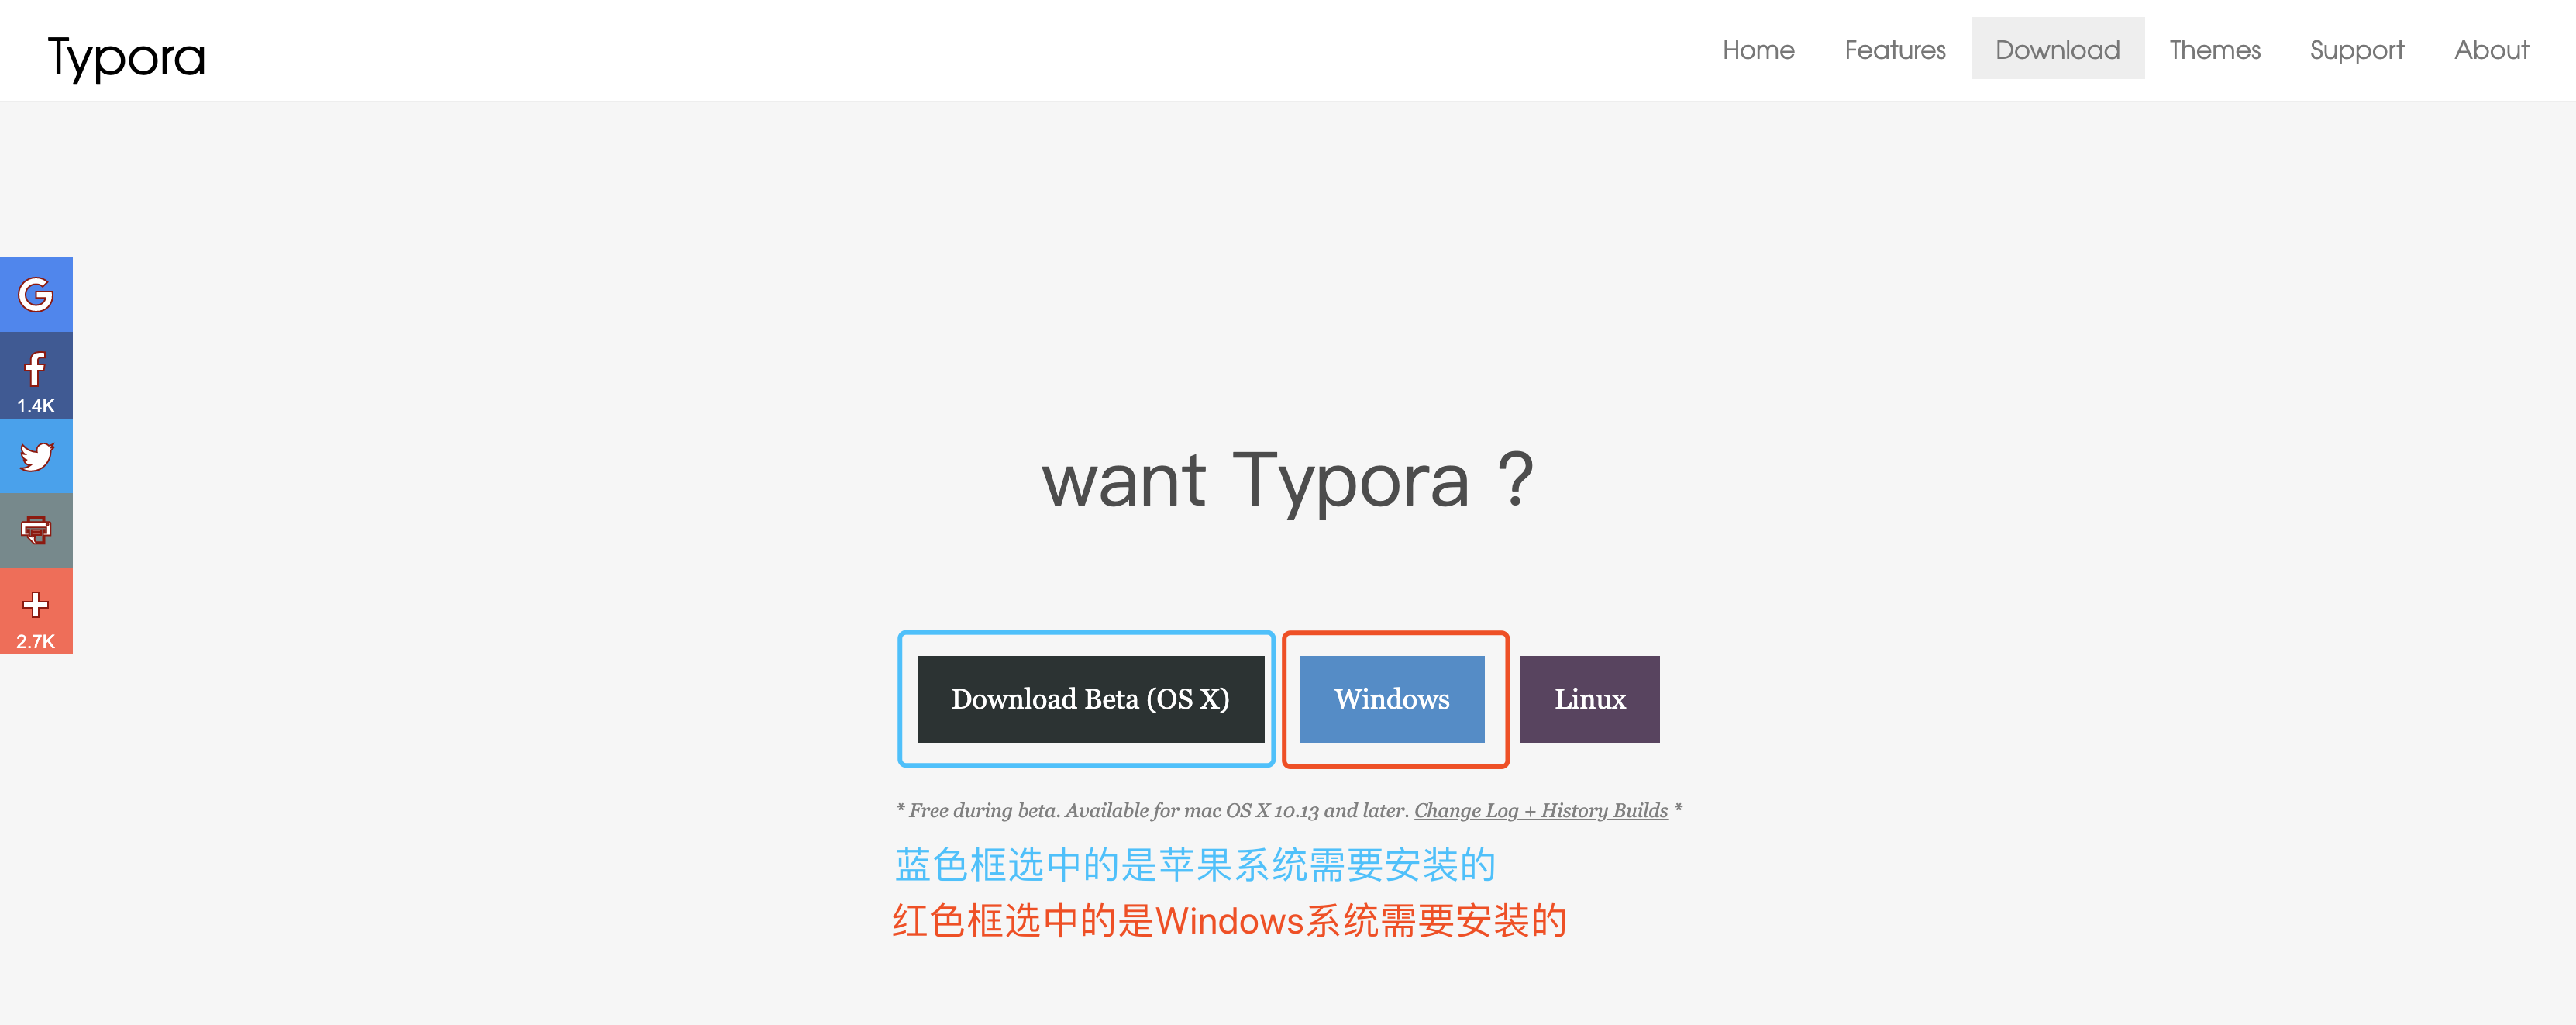 Typora
Home Features Download Themes Support About
1.4K
2.7K
want Typora ?
Download Beta (OS X) Windows Linux
* Free during beta. Available for mac OS X 10.13 and later. Change Log + History Builds *
蓝色框选中的是苹果系统需要安装的
红色框选中的是Windows系统需要安装的